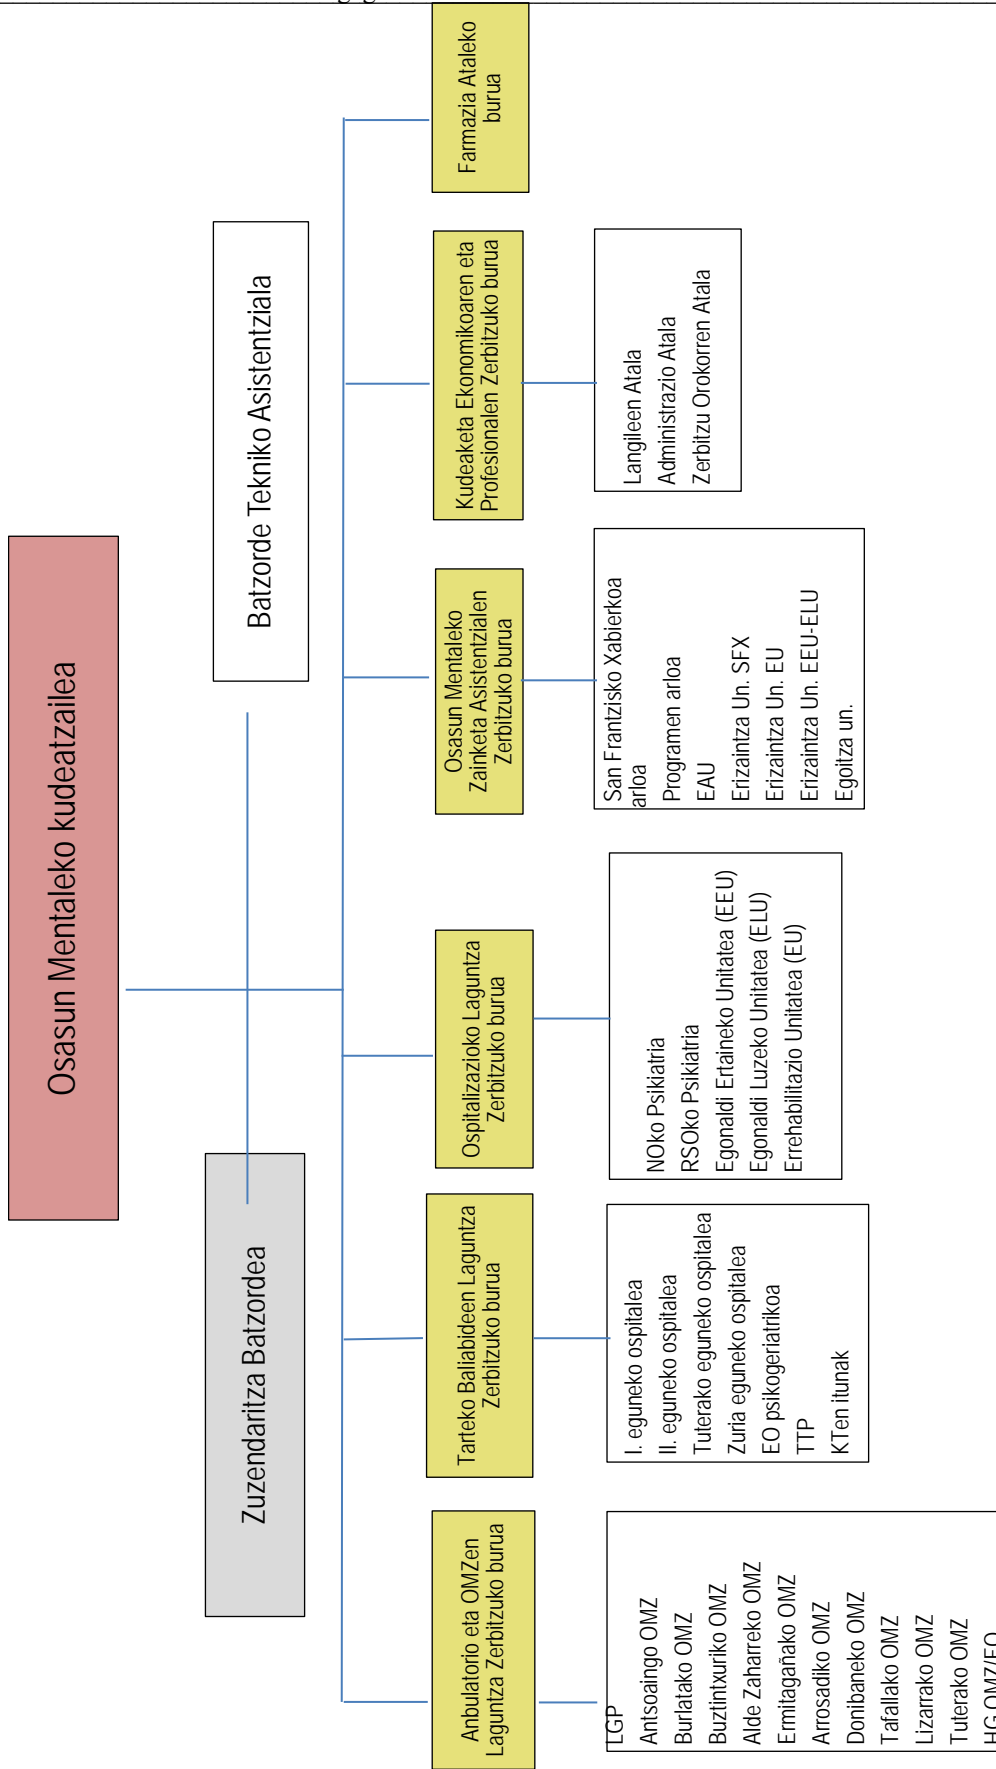 Osasun Mentaleko kudeatzailea
Zuzendaritza Batzordea
Batzorde Tekniko Asistentziala
Anbulatorio eta OMZen
Laguntza Zerbitzuko burua
Tarteko Baliabideen Laguntza
Zerbitzuko burua
Ospitalizazioko Laguntza
Zerbitzuko burua
Osasun Mentaleko
Zainketa Asistentzialen
Zerbitzuko burua
Kudeaketa Ekonomikoaren eta
Profesionalen Zerbitzuko burua
Farmazia Ataleko
burua
LGP
Antsoaingo OMZ
Burlatako OMZ
Buztintxuriko OMZ
Alde Zaharreko OMZ
Ermitagañako OMZ
Arrosadiko OMZ
Donibaneko OMZ
Tafallako OMZ
Lizarrako OMZ
Tuterako OMZ
HG OMZ/EO
I. eguneko ospitalea
II. eguneko ospitalea
Tuterako eguneko ospitalea
Zuria eguneko ospitalea
EO psikogeriatrikoa
TTP
KTen itunak
NOko Psikiatria
RSOko Psikiatria
Egonaldi Ertaineko Unitatea (EEU)
Egonaldi Luzeko Unitatea (ELU)
Errehabilitazio Unitatea (EU)
San Frantzisko Xabierkoa
arloa
Programen arloa
EAU
Erizaintza Un. SFX
Erizaintza Un. EU
Erizaintza Un. EEU-ELU
Egoitza un.
Langileen Atala
Administrazio Atala
Zerbitzu Orokorren Atala